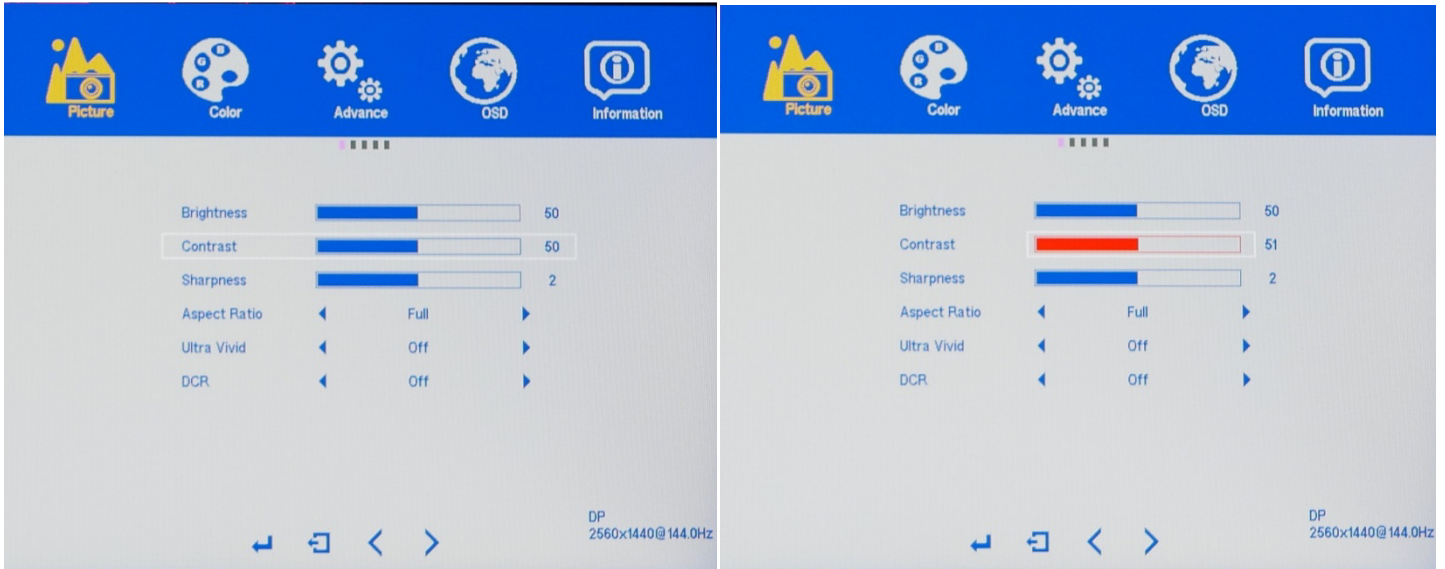 Picture Color Advance OSD Information
Brightness 50
Contrast 50
Sharpness 2
Aspect Ratio Full
Ultra Vivid Off
DCR Off
DP
2560x1440@144.0Hz
Picture Color Advance OSD Information
Brightness 50
Contrast 51
Sharpness 2
Aspect Ratio Full
Ultra Vivid Off
DCR Off
DP
2560x1440@144.0Hz